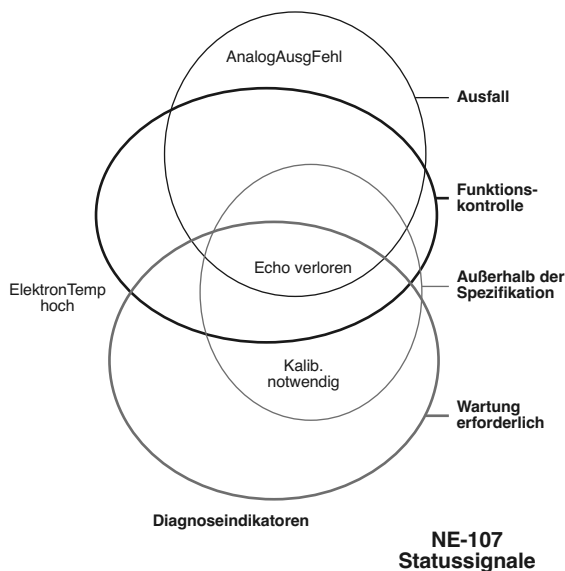 AnalogAusgFehl
Ausfall
Funktions-
kontrolle
Echo verloren
Außerhalb der
Spezifikation
ElektronTemp
hoch
Kalib.
notwendig
Wartung
erforderlich
Diagnoseindikatoren
NE-107
Statussignale